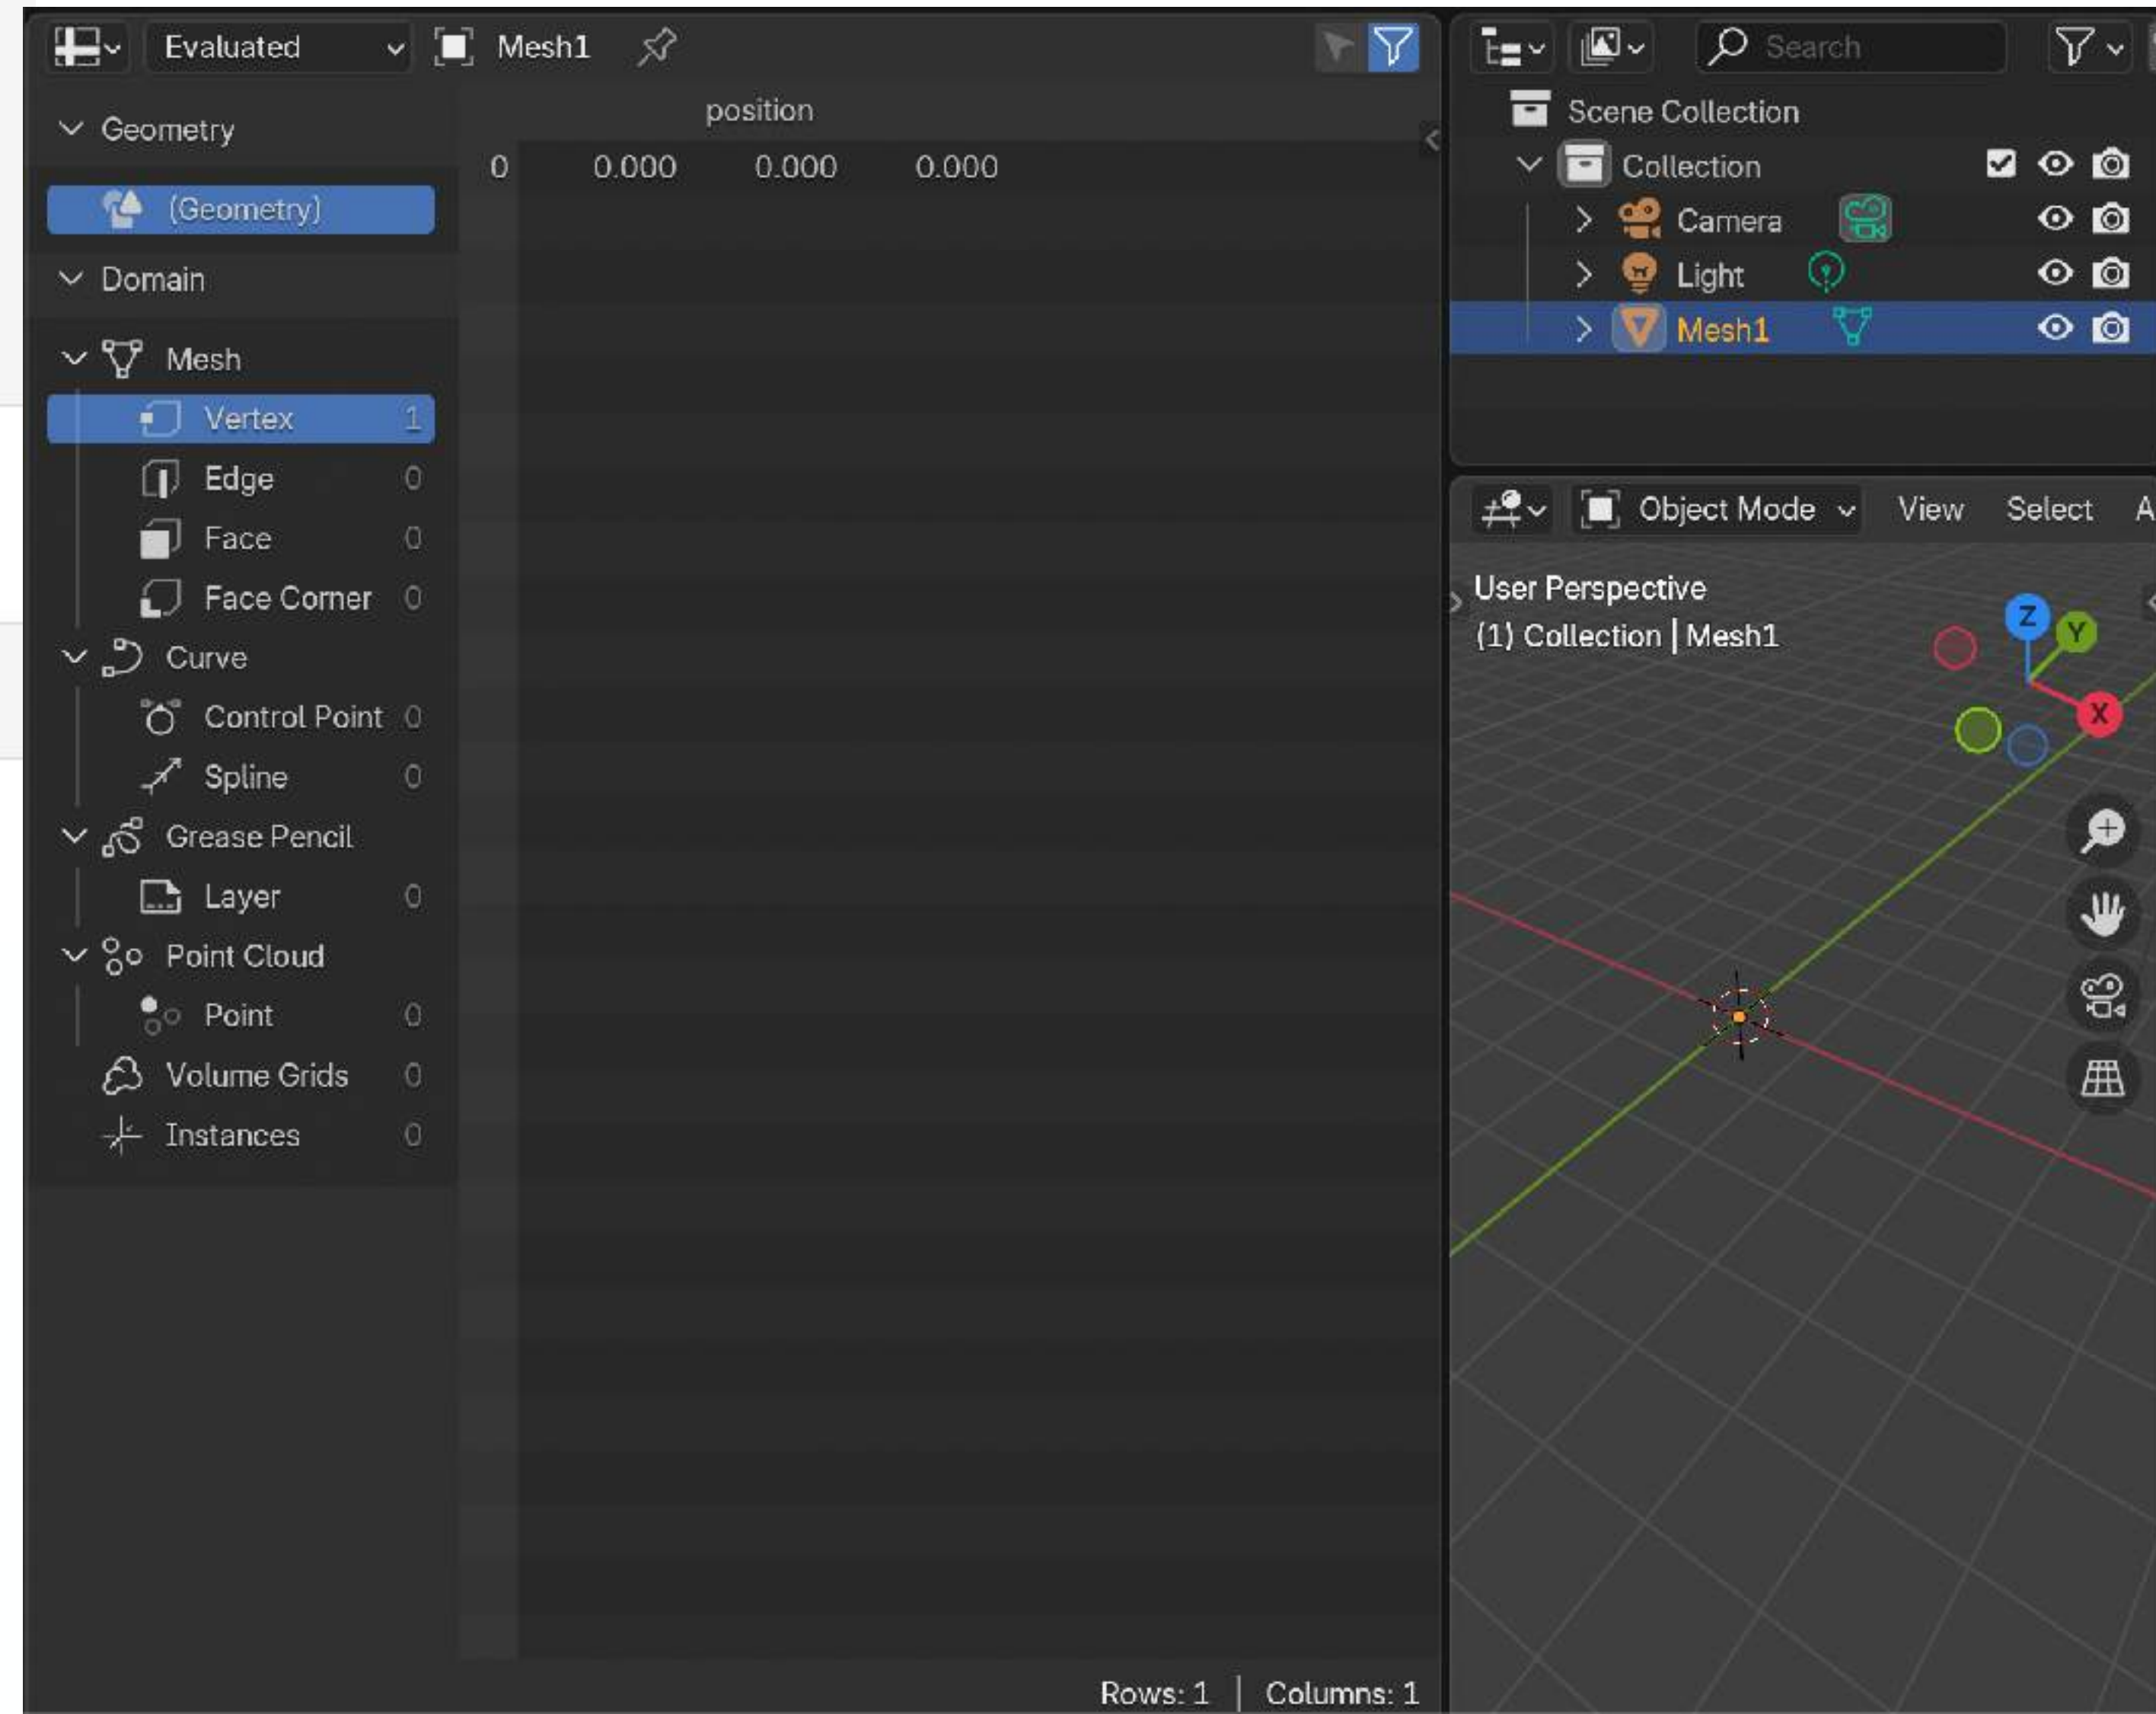 Evaluated Mesh1
Geometry
(Geometry)
Domain
Mesh
Vertex 1
Edge 0
Face 0
Face Corner 0
Curve
Control Point 0
Spline 0
Grease Pencil
Layer 0
Point Cloud
Point 0
Volume Grids 0
Instances 0
position
0 0.000 0.000 0.000
Rows: 1 | Columns: 1
Search
Scene Collection
Collection
Camera
Light
Mesh1
Object Mode View Select A
User Perspective
(1) Collection | Mesh1
Z
Y
X